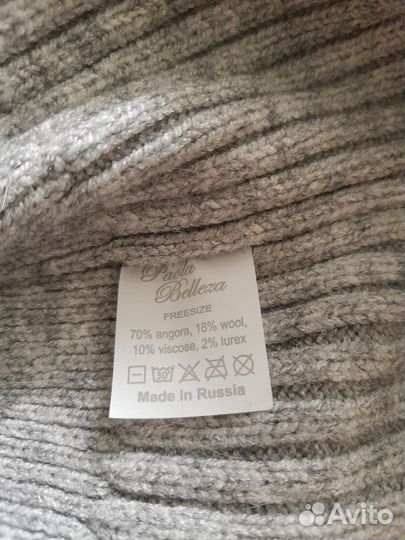 Paola
Belleza
FREESIZE
70% angora, 18% wool,
10% viscose, 2% lurex
30°
Made in Russia
Avito